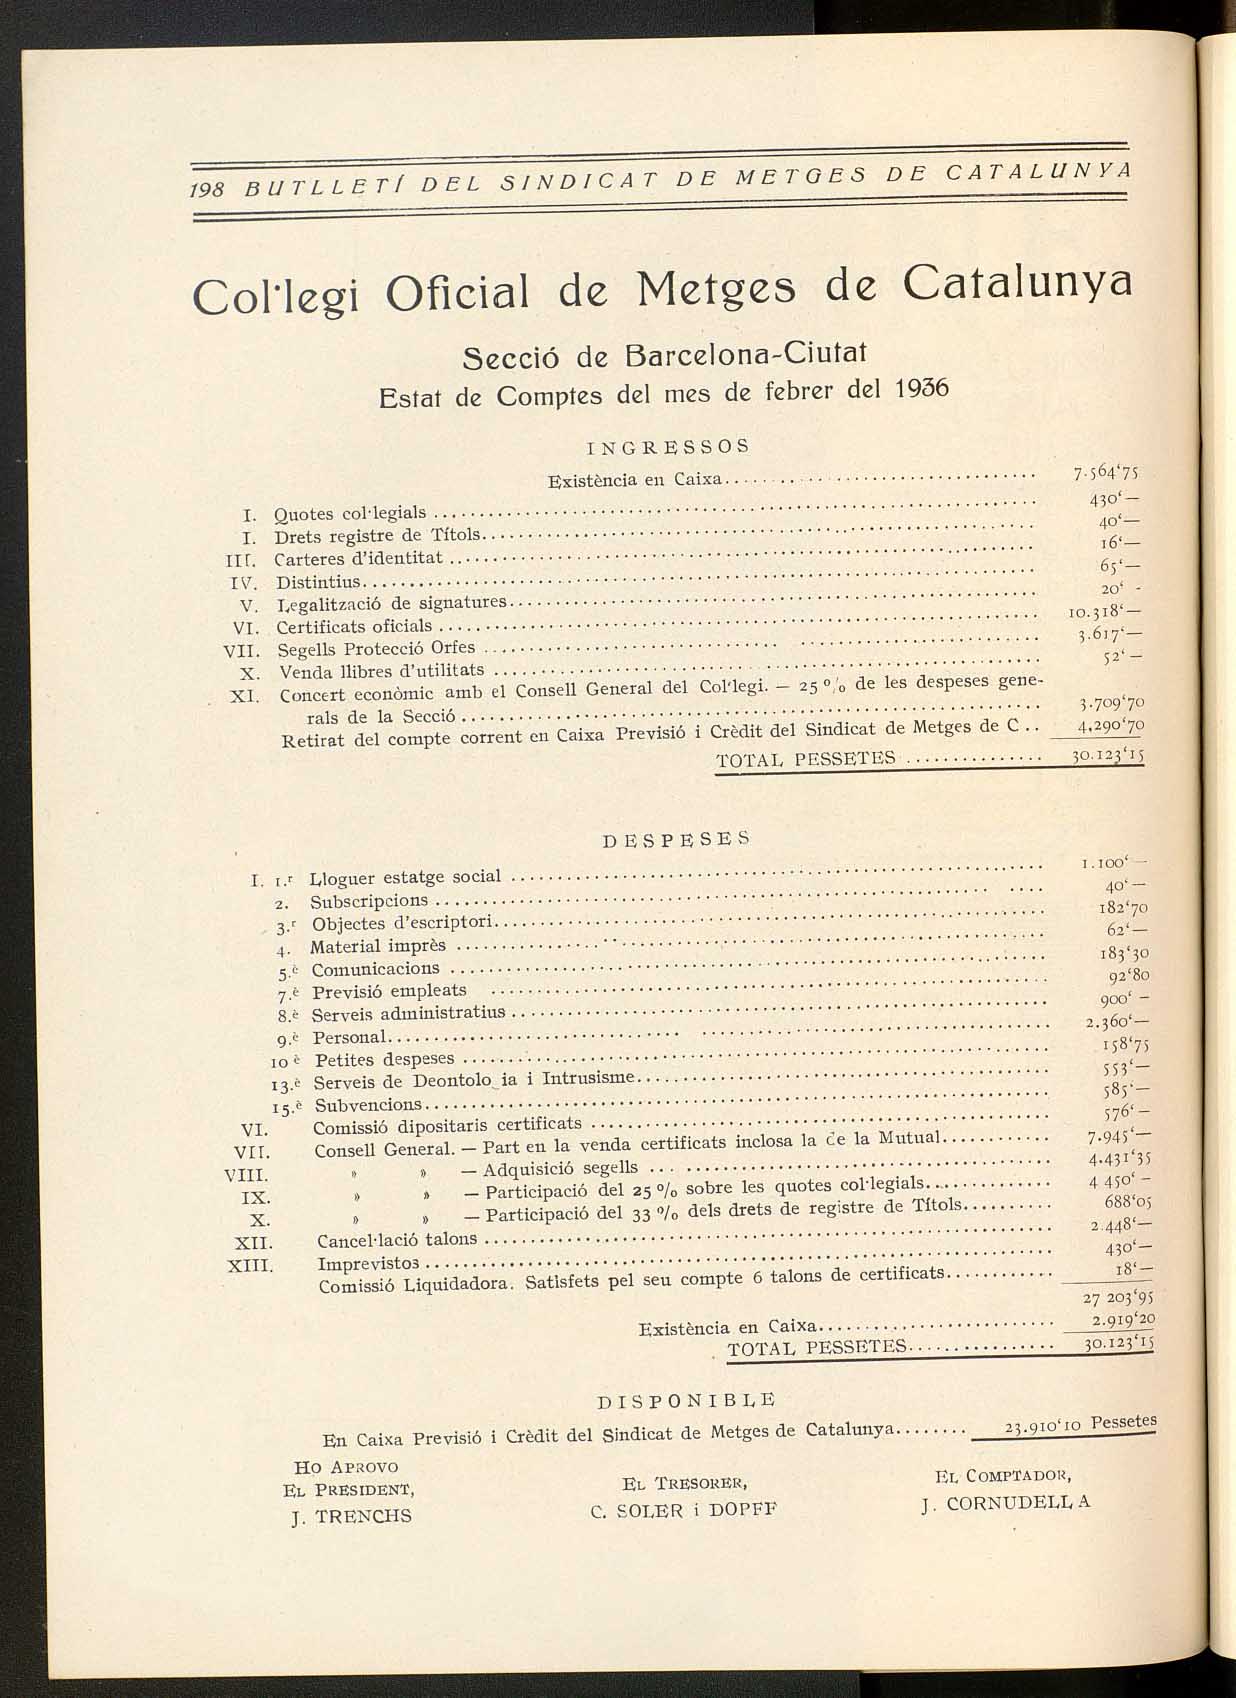 198 BUTLLETÍ DEL SINDICAT DE METGES DE CATALUNYA
Col·legi Oficial de Metges de Catalunya
Secció de Barcelona-Ciutat
Estat de Comptes del mes de febrer del 1936
INGRESSOS
Existència en Caixa 7.564'75
I. Quotes col·legials 430'—
I. Drets registre de Títols 40'—
III. Carteres d'identitat 16'—
IV. Distintius 65'—
V. Legalització de signatures 20' -
VI. Certificats oficials 10.318'—
VII. Segells Protecció Orfes 3.617'—
X. Venda llibres d'utilitats 52'—
XI. Concert econòmic amb el Consell General del Col·legi. — 25 % de les despeses gene-
rals de la Secció 3.709'70
Retirat del compte corrent en Caixa Previsió i Crèdit del Sindicat de Metges de C .. 4.290'70
TOTAL PESSETES 30.123'15
DESPESES
I. 1.r Lloguer estatge social 1.100'—
2. Subscripcions 40'—
3.r Objectes d'escriptori 182'70
4. Material imprès 62'—
5.è Comunicacions 183'30
7.è Previsió empleats 92'80
8.è Serveis administratius 900' —
9.è Personal 2.360'—
10 è Petites despeses 158'75
13.è Serveis de Deontolo ia i Intrusisme 553'—
15.è Subvencions 585'—
VI. Comissió dipositaris certificats 576'—
VII. Consell General. — Part en la venda certificats inclosa la de la Mutual 7.945'—
VIII. » » — Adquisició segells 4.431'35
IX. » » — Participació del 25 % sobre les quotes col·legials 4 450' —
X. » » — Participació del 33 % dels drets de registre de Títols 688'05
XII. Cancel·lació talons 2.448'—
XIII. Imprevistos 430'—
Comissió Liquidadora. Satisfets pel seu compte 6 talons de certificats 18'—
27 203'95
Existència en Caixa 2.919'20
TOTAL PESSETES 30.123'15
DISPONIBLE
En Caixa Previsió i Crèdit del Sindicat de Metges de Catalunya 23.910'10 Pessetes
HO APROVO
EL PRESIDENT,
J. TRENCHS
EL TRESORER,
C. SOLER i DOPFF
EL COMPTADOR,
J. CORNUDELLA